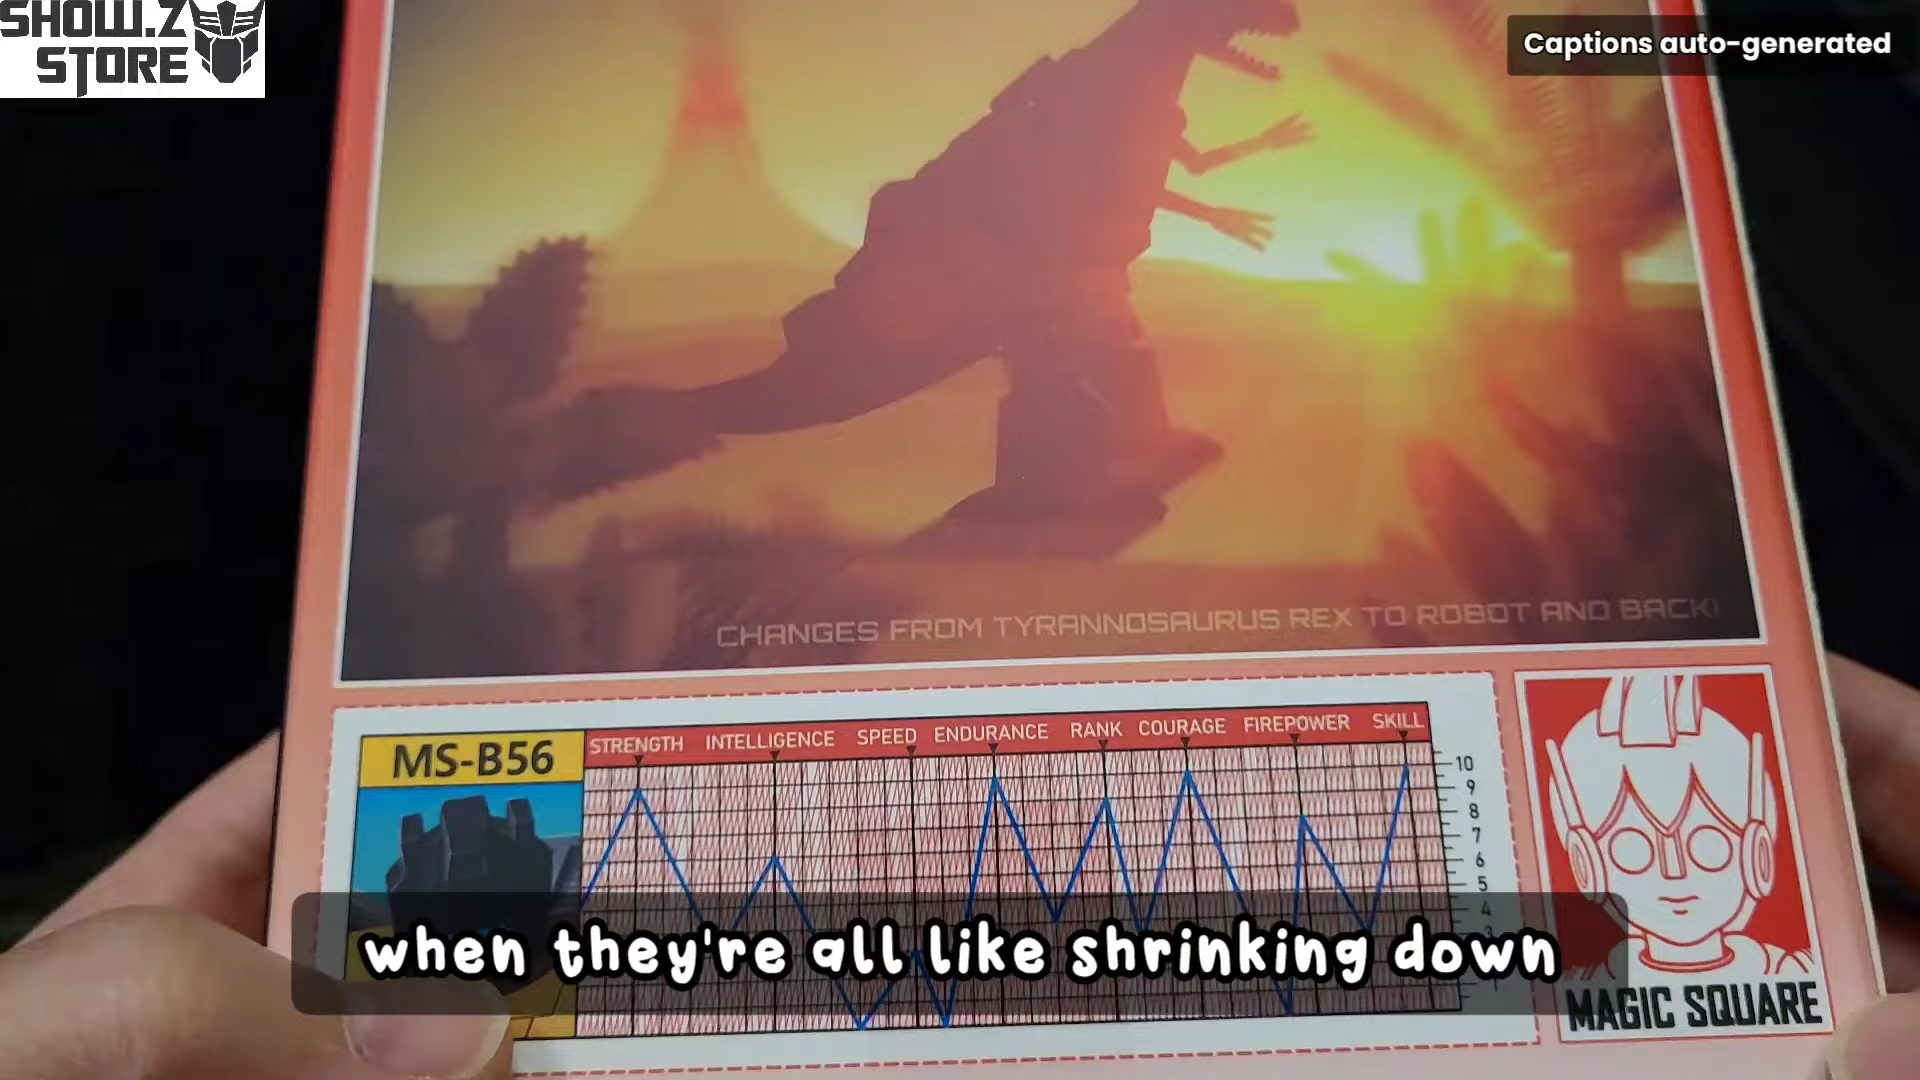 SHOW.Z
STORE
Captions auto-generated
CHANGES FROM TYRANNOSAURUS REX TO ROBOT AND BACK!
MS-B56
STRENGTH INTELLIGENCE SPEED ENDURANCE RANK COURAGE FIREPOWER SKILL
10
9
8
7
6
5
4
3
when they're all like shrinking down
MAGIC SQUARE